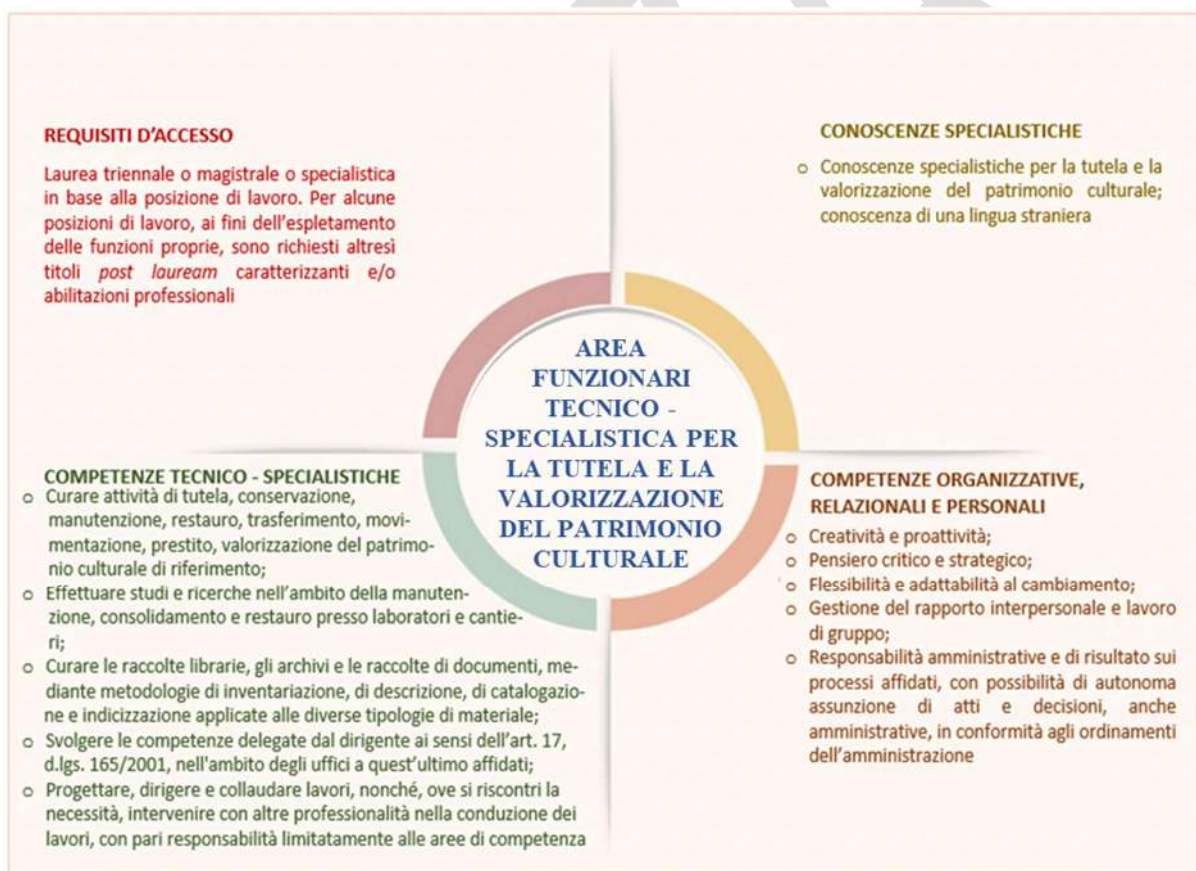 REQUISITI D'ACCESSO
Laurea triennale o magistrale o specialistica
in base alla posizione di lavoro. Per alcune
posizioni di lavoro, ai fini dell'espletamento
delle funzioni proprie, sono richiesti altresì
titoli post lauream caratterizzanti e/o
abilitazioni professionali
CONOSCENZE SPECIALISTICHE
o Conoscenze specialistiche per la tutela e la
valorizzazione del patrimonio culturale;
conoscenza di una lingua straniera
AREA
FUNZIONARI
TECNICO -
SPECIALISTICA PER
LA TUTELA E LA
VALORIZZAZIONE
DEL PATRIMONIO
CULTURALE
COMPETENZE TECNICO - SPECIALISTICHE
o Curare attività di tutela, conservazione,
manutenzione, restauro, trasferimento, movi-
mentazione, prestito, valorizzazione del patrimo-
nio culturale di riferimento;
o Effettuare studi e ricerche nell'ambito della manuten-
zione, consolidamento e restauro presso laboratori e cantie-
ri;
o Curare le raccolte librarie, gli archivi e le raccolte di documenti, me-
diante metodologie di inventariazione, di descrizione, di catalogazio-
ne e indicizzazione applicate alle diverse tipologie di materiale;
o Svolgere le competenze delegate dal dirigente ai sensi dell'art. 17,
d.lgs. 165/2001, nell'ambito degli uffici a quest'ultimo affidati;
o Progettare, dirigere e collaudare lavori, nonché, ove si riscontri la
necessità, intervenire con altre professionalità nella conduzione dei
lavori, con pari responsabilità limitatamente alle aree di competenza
COMPETENZE ORGANIZZATIVE,
RELAZIONALI E PERSONALI
o Creatività e proattività;
o Pensiero critico e strategico;
o Flessibilità e adattabilità al cambiamento;
o Gestione del rapporto interpersonale e lavoro
di gruppo;
o Responsabilità amministrative e di risultato sui
processi affidati, con possibilità di autonoma
assunzione di atti e decisioni, anche
amministrative, in conformità agli ordinamenti
dell'amministrazione